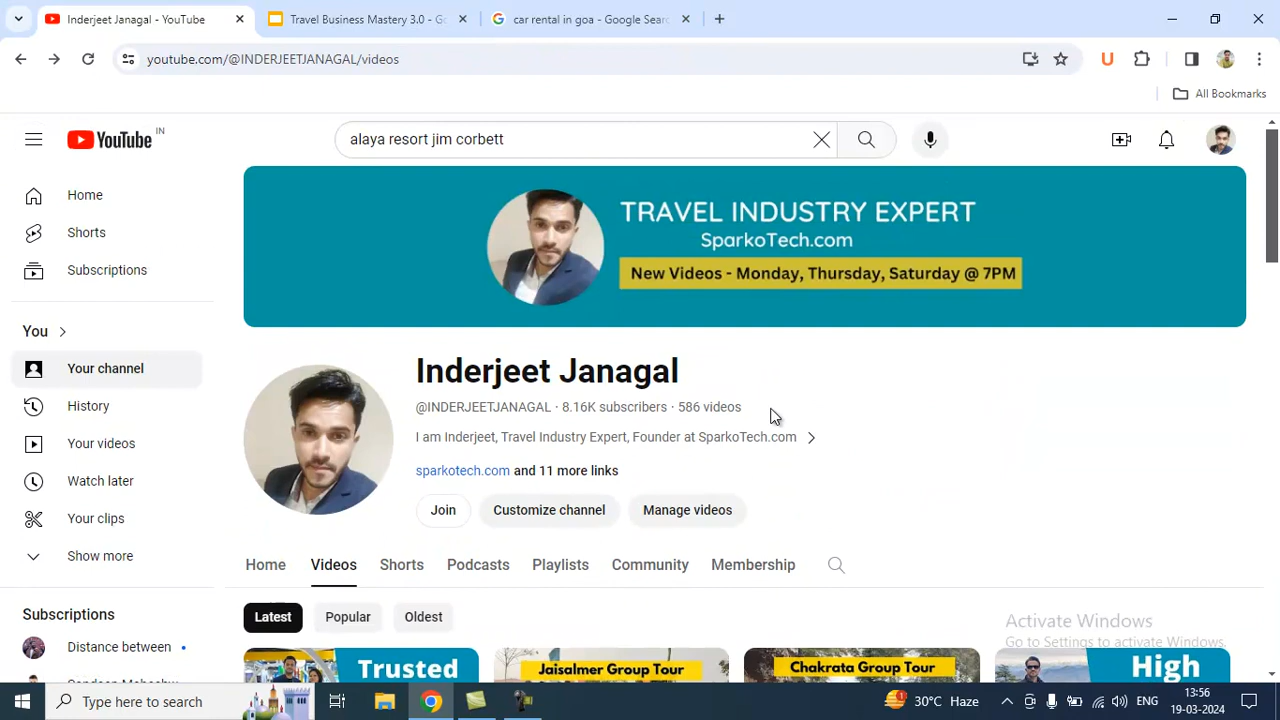 Inderjeet Janagal - YouTube
Travel Business Mastery 3.0 - Go
car rental in goa - Google Searc
youtube.com/@INDERJEETJANAGAL/videos
U
All Bookmarks
YouTube IN
alaya resort jim corbett
Home
Shorts
Subscriptions
You
Your channel
History
Your videos
Watch later
Your clips
Show more
Subscriptions
Distance between
TRAVEL INDUSTRY EXPERT
SparkoTech.com
New Videos - Monday, Thursday, Saturday @ 7PM
Inderjeet Janagal
@INDERJEETJANAGAL · 8.16K subscribers · 586 videos
I am Inderjeet, Travel Industry Expert, Founder at SparkoTech.com
sparkotech.com and 11 more links
Join
Customize channel
Manage videos
Home
Videos
Shorts
Podcasts
Playlists
Community
Membership
Latest
Popular
Oldest
Trusted
Jaisalmer Group Tour
Chakrata Group Tour
High
Activate Windows
Go to Settings to activate Windows.
Type here to search
30°C Haze
ENG
13:56
19-03-2024